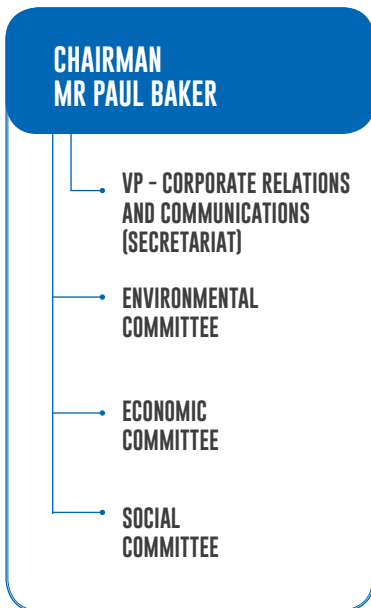 CHAIRMAN
MR PAUL BAKER
VP - CORPORATE RELATIONS
AND COMMUNICATIONS
(SECRETARIAT)
ENVIRONMENTAL
COMMITTEE
ECONOMIC
COMMITTEE
SOCIAL
COMMITTEE